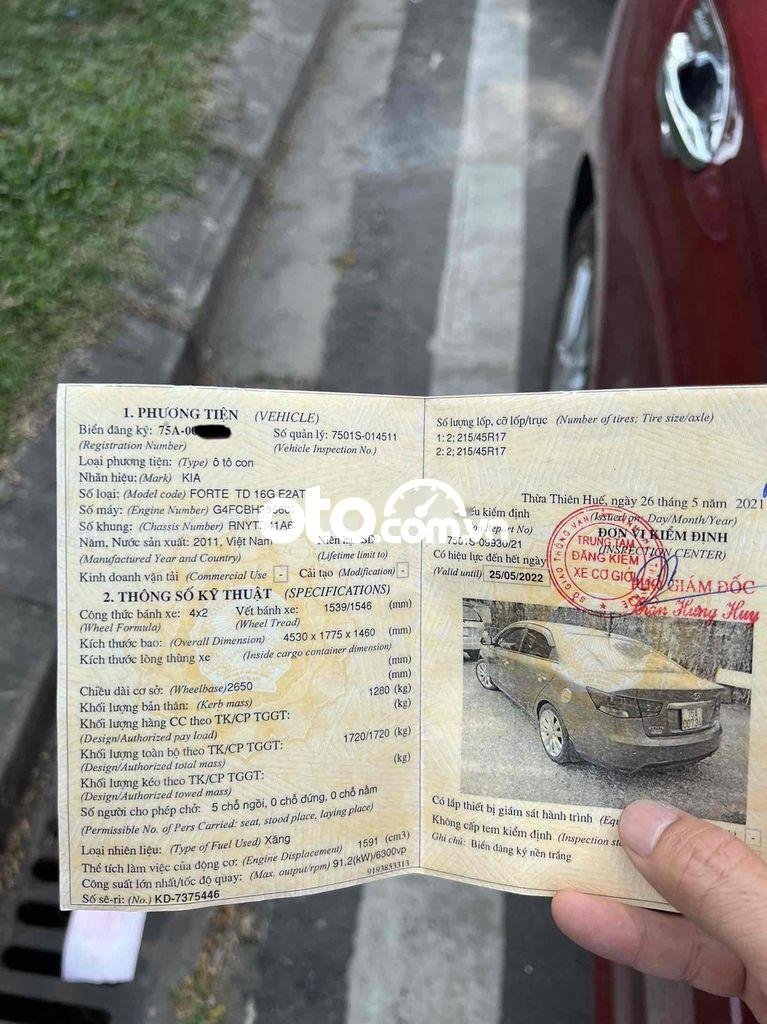 1. PHƯƠNG TIỆN (VEHICLE)
Biển đăng ký: 75A-00
Số quản lý: 7501S-014511
(Registration Number)
(Vehicle Inspection No.)
Loại phương tiện: (Type) ô tô con
Nhãn hiệu: (Mark) KIA
Số loại: (Model code) FORTE TD 16G E2AT
Số máy: (Engine Number) G4FCBH
Số khung: (Chassis Number) RNYT
Năm, Nước sản xuất: 2011, Việt Nam
Niên hạ SD
(Manufactured Year and Country)
(Lifetime limit to)
Kinh doanh vận tải (Commercial Use) -
Cải tạo (Modification) -
2. THÔNG SỐ KỸ THUẬT (SPECIFICATIONS)
Công thức bánh xe: 4x2
Vết bánh xe: 1539/1546 (mm)
(Wheel Formula)
(Wheel Tread)
Kích thước bao: (Overall Dimension) 4530 x 1775 x 1460 (mm)
Kích thước lòng thùng xe (Inside cargo container dimension)
(mm)
(mm)
Chiều dài cơ sở: (Wheelbase)2650
Khối lượng bản thân: (Kerb mass) 1280 (kg)
Khối lượng hàng CC theo TK/CP TGGT:
(Design/Authorized pay load)
Khối lượng toàn bộ theo TK/CP TGGT: 1720/1720 (kg)
(Design/Authorized total mass)
Khối lượng kéo theo TK/CP TGGT: (kg)
(Design/Authorized towed mass)
Số người cho phép chở: 5 chỗ ngồi, 0 chỗ đứng, 0 chỗ nằm
(Permissible No. of Pers Carried: seat, stood place, laying place)
Loại nhiên liệu: (Type of Fuel Used) Xăng
Thể tích làm việc của động cơ: (Engine Displacement) 1591 (cm3)
Công suất lớn nhất/tốc độ quay: (Max. output/rpm) 91.2(kW)/6300vp
Số sê-ri: (No.) KD-7375446
9193853313
Số lượng lốp, cỡ lốp/trục (Number of tires; Tire size/axle)
1: 2; 215/45R17
2: 2; 215/45R17
Thừa Thiên Huế, ngày 26 tháng 5 năm 2021
(Issued on: Day/Month/Year)
kiểm định
Report No)
7501S-09930/21
ĐƠN VỊ KIỂM ĐỊNH
(INSPECTION CENTER)
Có hiệu lực đến hết ngày
(Valid until) 25/05/2022
TRUNG TÂM
ĐĂNG KIỂM
XE CƠ GIỚI
GIÁM ĐỐC
Hưng Huy
Có lắp thiết bị giám sát hành trình
Không cấp tem kiểm định (Inspection
Ghi chú: Biển đăng ký nền trắng
oto.com.vn